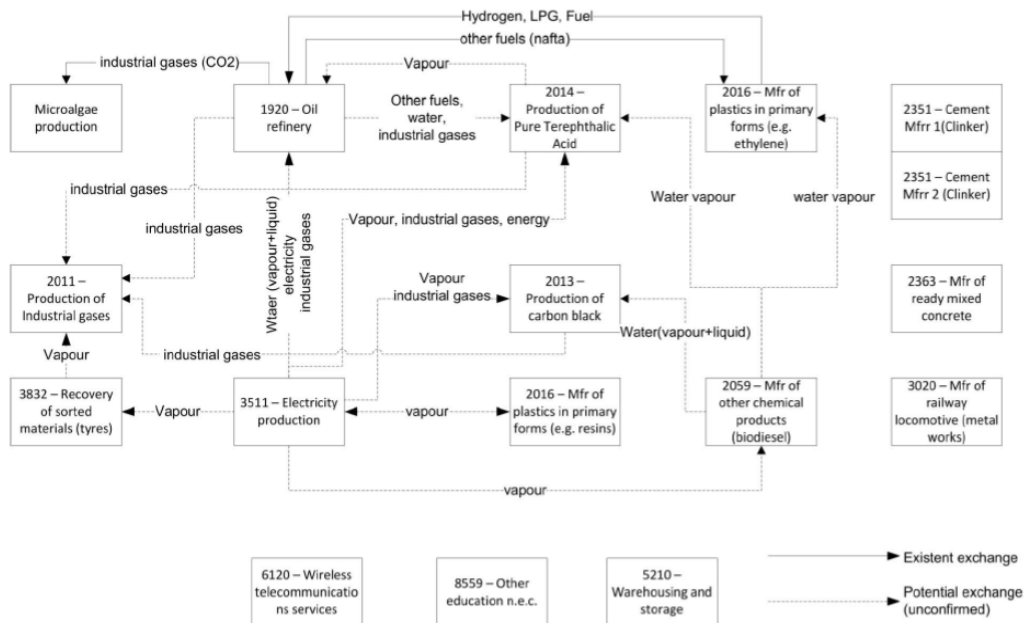 Hydrogen, LPG, Fuel
other fuels (nafta)
industrial gases (CO2)
Vapour
Microalgae
production
1920 – Oil
refinery
Other fuels,
water,
industrial gases
2014 –
Production of
Pure Terephthalic
Acid
2016 – Mfr of
plastics in primary
forms (e.g.
ethylene)
2351 – Cement
Mfrr 1(Clinker)
2351 – Cement
Mfrr 2 (Clinker)
industrial gases
Water vapour
water vapour
industrial gases
Vapour, industrial gases, energy
Wtaer (vapour+liquid)
electricity
industrial gases
2011 –
Production of
Industrial gases
Vapour
industrial gases
2013 –
Production of
carbon black
2363 – Mfr of
ready mixed
concrete
Water(vapour+liquid)
Vapour
industrial gases
3832 – Recovery
of sorted
materials (tyres)
Vapour
3511 – Electricity
production
vapour
2016 – Mfr of
plastics in primary
forms (e.g. resins)
2059 – Mfr of
other chemical
products
(biodiesel)
3020 – Mfr of
railway
locomotive (metal
works)
vapour
6120 – Wireless
telecommunicatio
ns services
8559 – Other
education n.e.c.
5210 –
Warehousing and
storage
Existent exchange
Potential exchange
(unconfirmed)